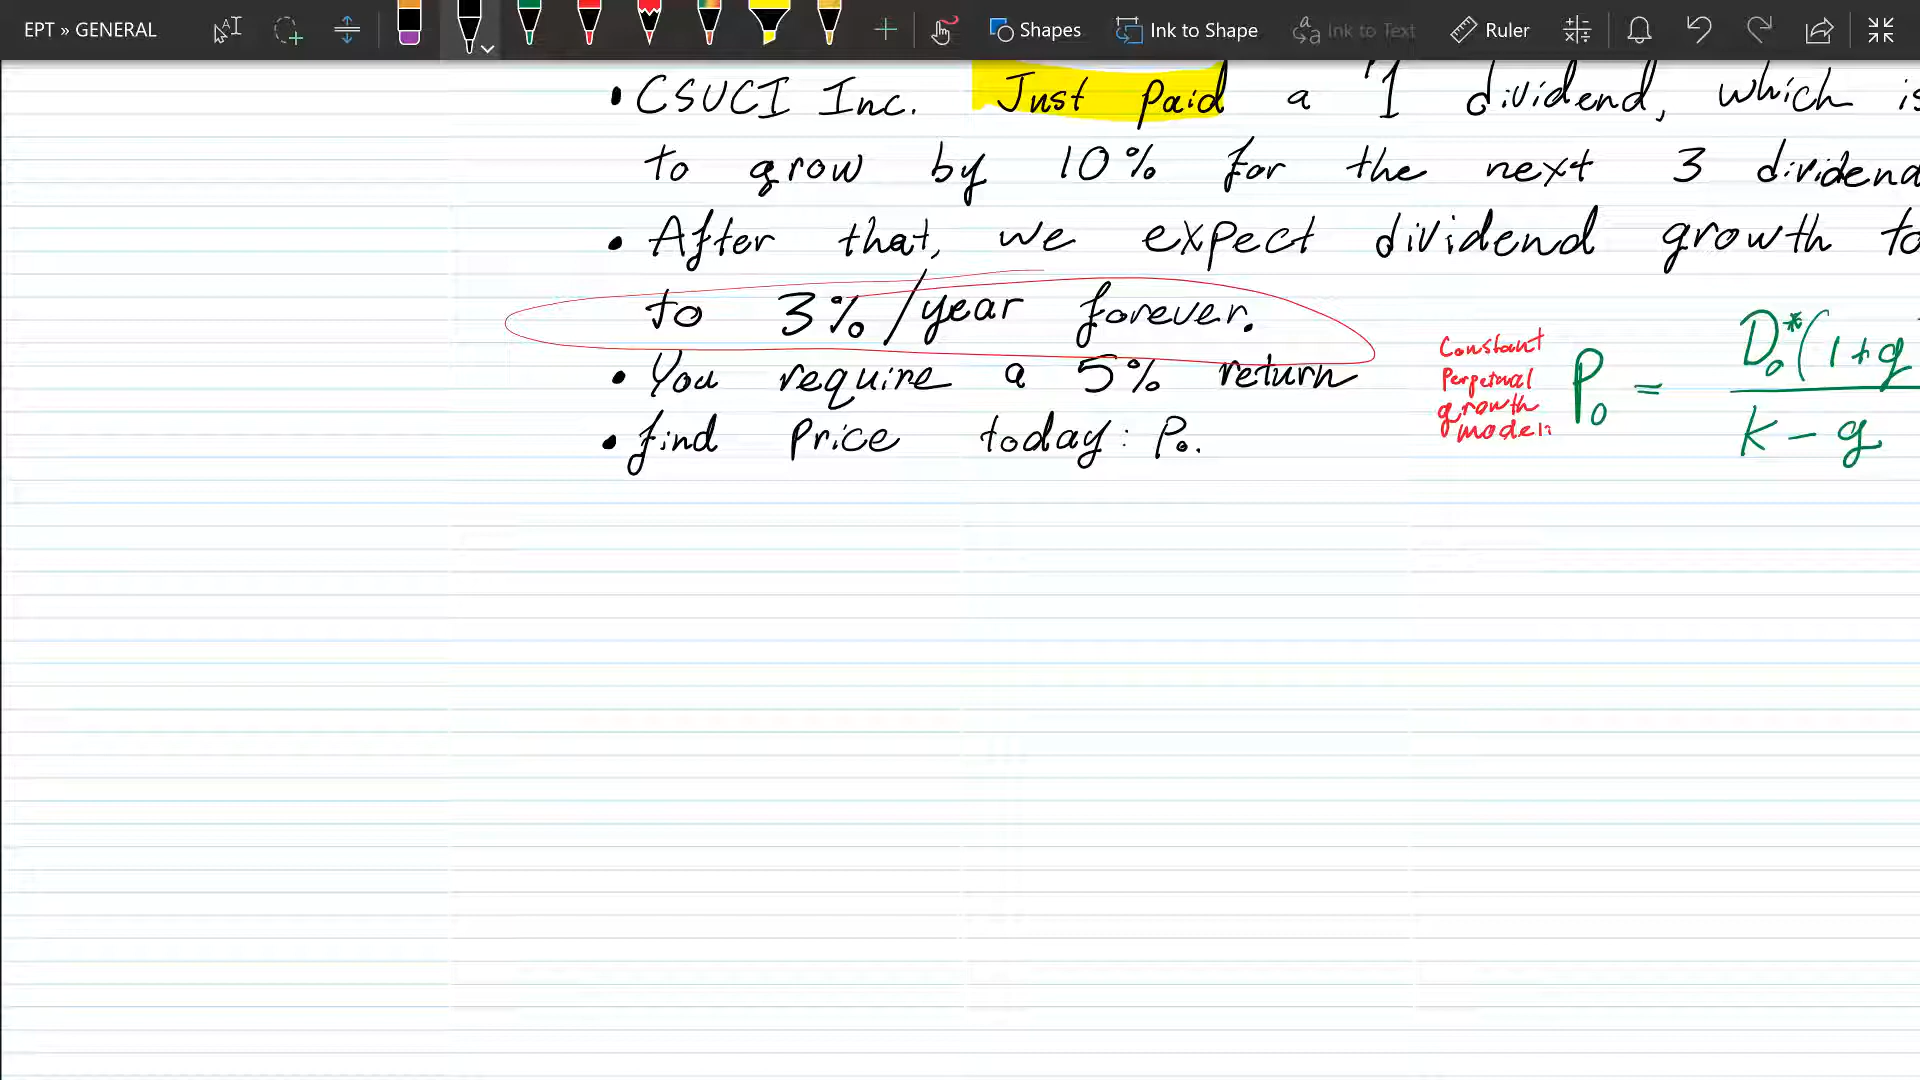 EPT » GENERAL
Shapes
Ink to Shape
Ink to Text
Ruler
• CSUCI Inc. Just Paid a $1 dividend, which is
to grow by 10% for the next 3 dividend
• After that, we expect dividend growth to
to 3%/year forever.
• You require a 5% return
• find Price today: P₀.
Constant
Perpetual
growth
model:
P₀ = D₀*(1+g
K - g